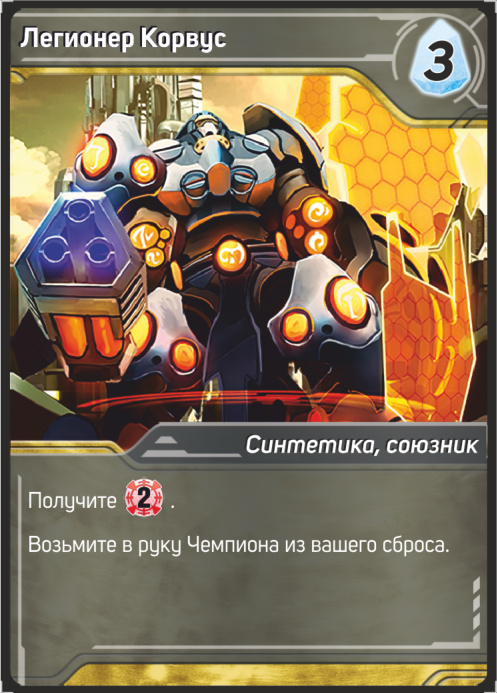 Легионер Корвус
3
Синтетика, союзник
Получите 2 .
Возьмите в руку Чемпиона из вашего сброса.